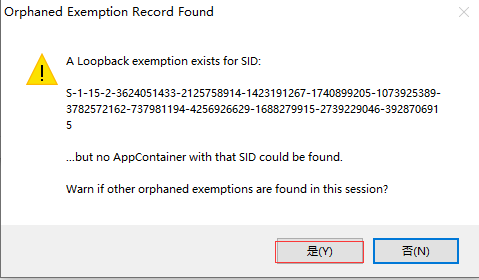 Orphaned Exemption Record Found
A Loopback exemption exists for SID:
S-1-15-2-3624051433-2125758914-1423191267-1740899205-1073925389-
3782572162-737981194-4256926629-1688279915-2739229046-392870691
5
...but no AppContainer with that SID could be found.
Warn if other orphaned exemptions are found in this session?
是(Y)
否(N)